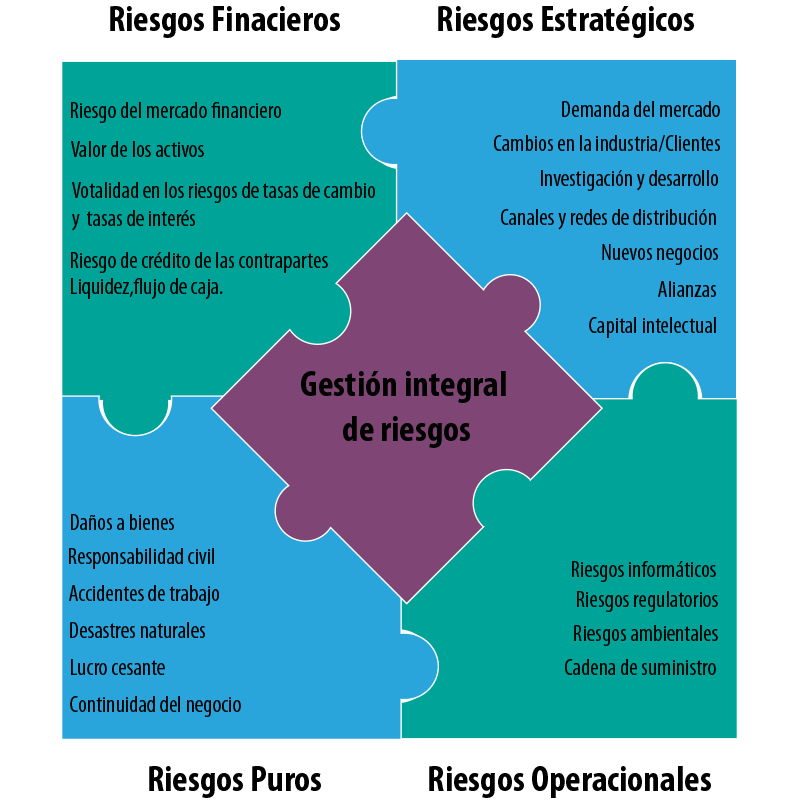 Riesgos Finacieros
Riesgos Estratégicos
Riesgo del mercado financiero
Valor de los activos
Votalidad en los riesgos de tasas de cambio
y tasas de interés
Riesgo de crédito de las contrapartes
Liquidez,flujo de caja.
Demanda del mercado
Cambios en la industria/Clientes
Investigación y desarrollo
Canales y redes de distribución
Nuevos negocios
Alianzas
Capital intelectual
Gestión integral
de riesgos
Daños a bienes
Responsabilidad civil
Accidentes de trabajo
Desastres naturales
Lucro cesante
Continuidad del negocio
Riesgos informáticos
Riesgos regulatorios
Riesgos ambientales
Cadena de suministro
Riesgos Puros
Riesgos Operacionales